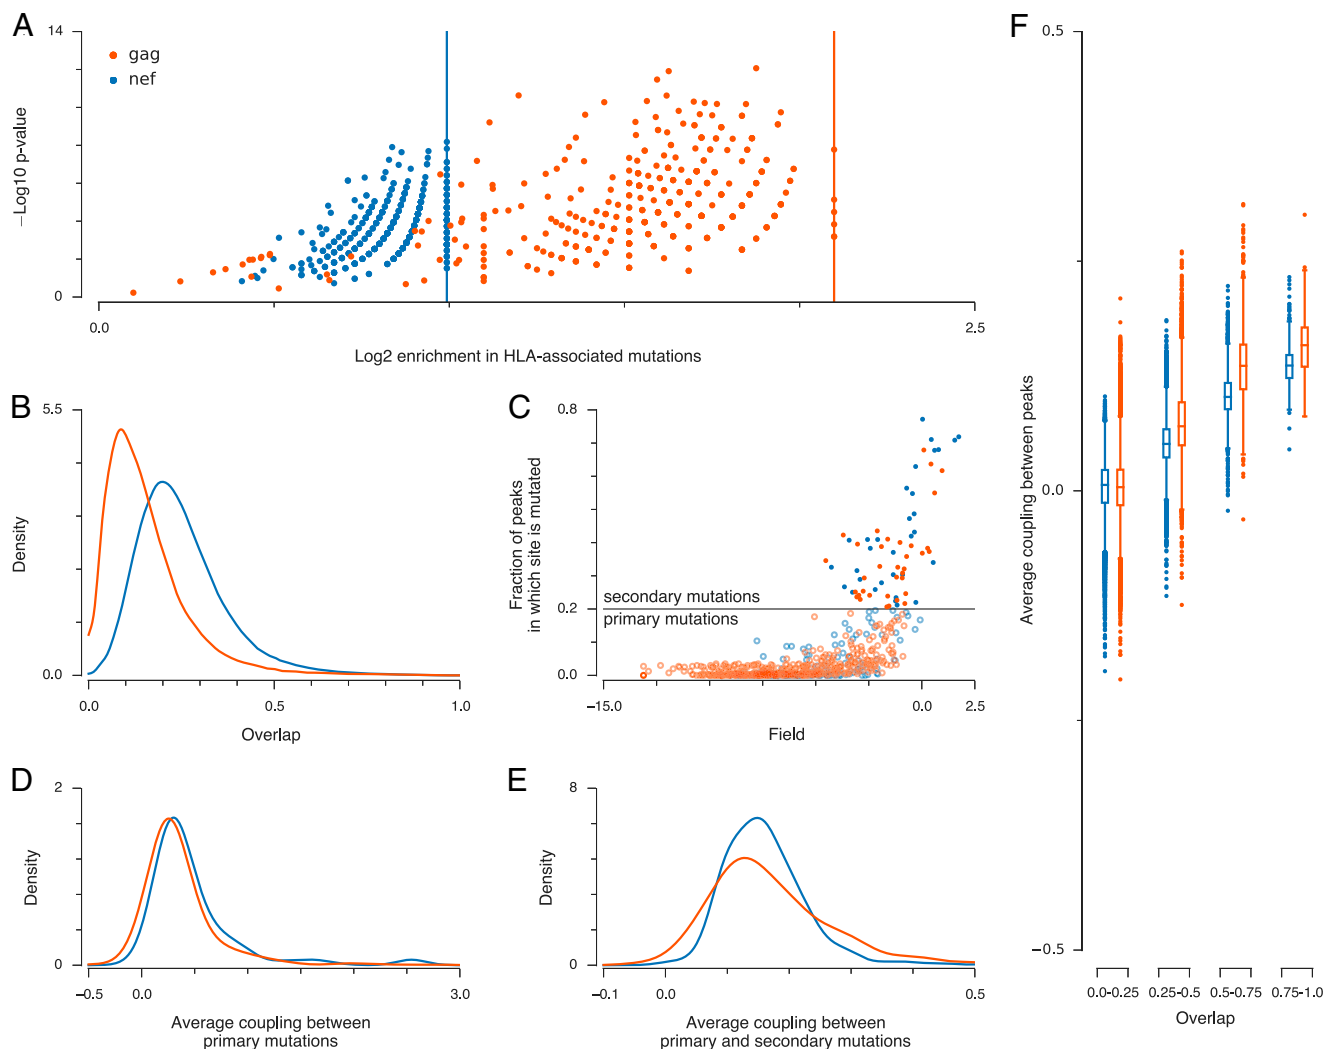 A
14
gag
nef
−Log10 p-value
0
0.0
2.5
Log2 enrichment in HLA-associated mutations
B
5.5
Density
0.0
0.0
0.5
1.0
Overlap
C
0.8
Fraction of peaks
in which site is mutated
secondary mutations
0.2
primary mutations
0.0
−15.0
0.0
2.5
Field
D
2
Density
0
−0.5
0.0
3.0
Average coupling between
primary mutations
E
8
Density
0
−0.1
0.0
0.5
Average coupling between
primary and secondary mutations
F
0.5
Average coupling between peaks
0.0
−0.5
0.0-0.25
0.25-0.5
0.5-0.75
0.75-1.0
Overlap